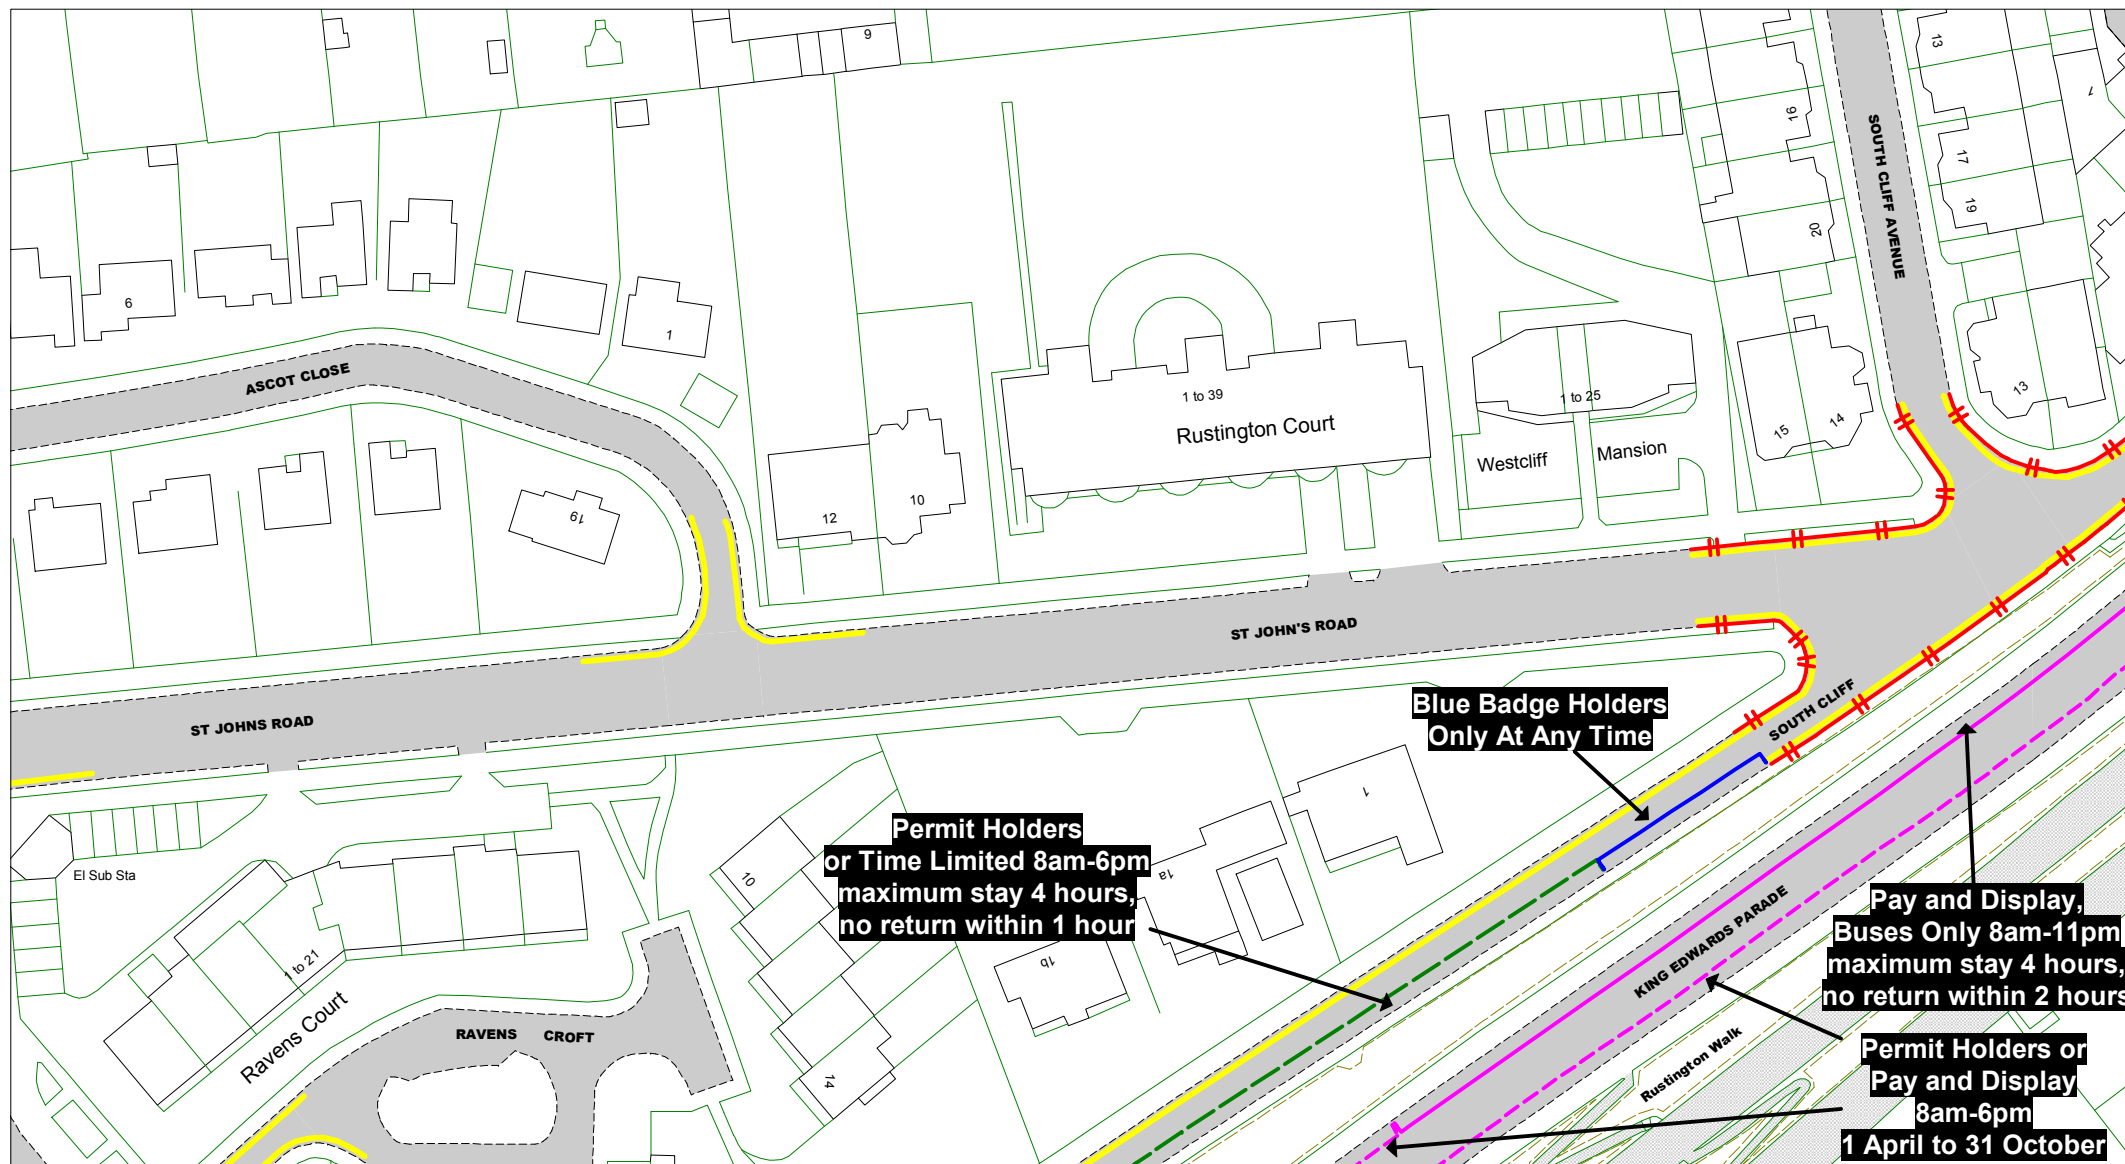 9
13
7
16
17
19
20
SOUTH CLIFF AVENUE
6
1
ASCOT CLOSE
1 to 39
Rustington Court
1 to 25
Westcliff
Mansion
15
14
13
19
12
10
ST JOHN'S ROAD
ST JOHNS ROAD
SOUTH CLIFF
Blue Badge Holders
Only At Any Time
1
1a
1b
Permit Holders
or Time Limited 8am-6pm
maximum stay 4 hours,
no return within 1 hour
El Sub Sta
10
14
1 to 21
Ravens Court
RAVENS CROFT
KING EDWARDS PARADE
Pay and Display,
Buses Only 8am-11pm
maximum stay 4 hours,
no return within 2 hours
Rustington Walk
Permit Holders or
Pay and Display
8am-6pm
1 April to 31 October